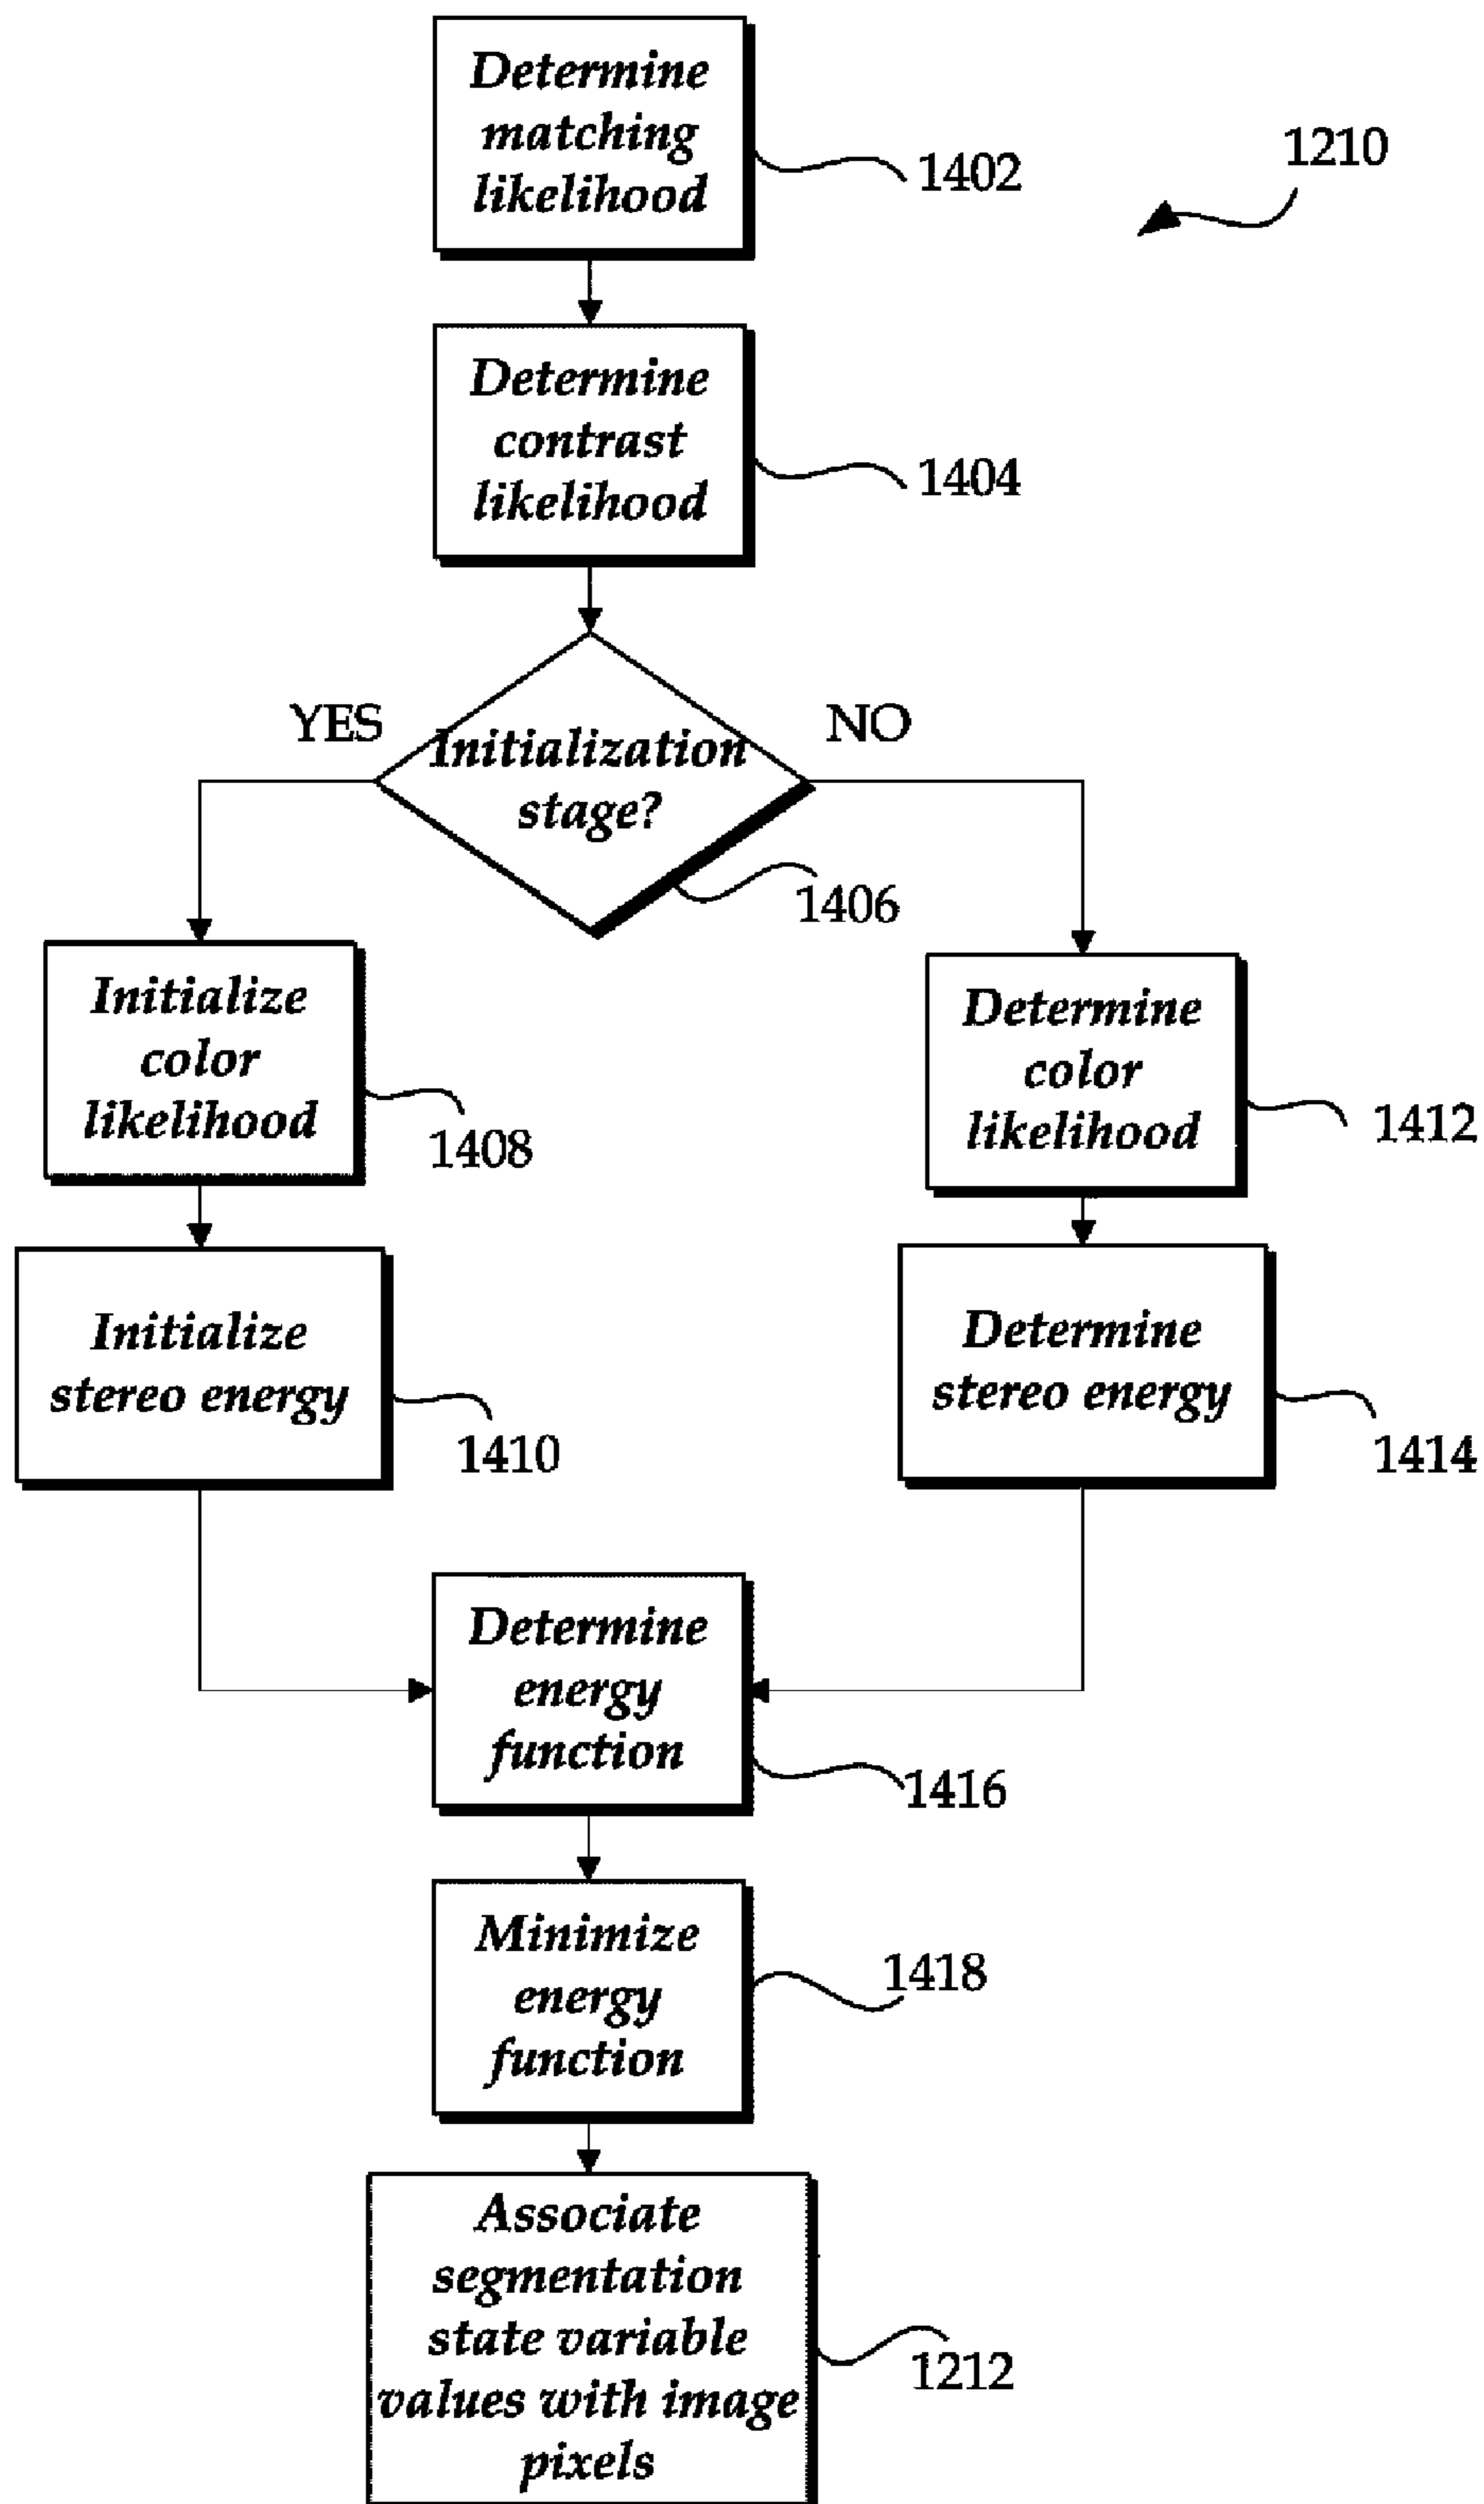 Determine
matching
likelihood
1402
1210
Determine
contrast
likelihood
1404
YES
NO
Initialization
stage?
1406
Initialize
color
likelihood
1408
Determine
color
likelihood
1412
Initialize
stereo energy
1410
Determine
stereo energy
1414
Determine
energy
function
1416
Minimize
energy
function
1418
Associate
segmentation
state variable
values with image
pixels
1212